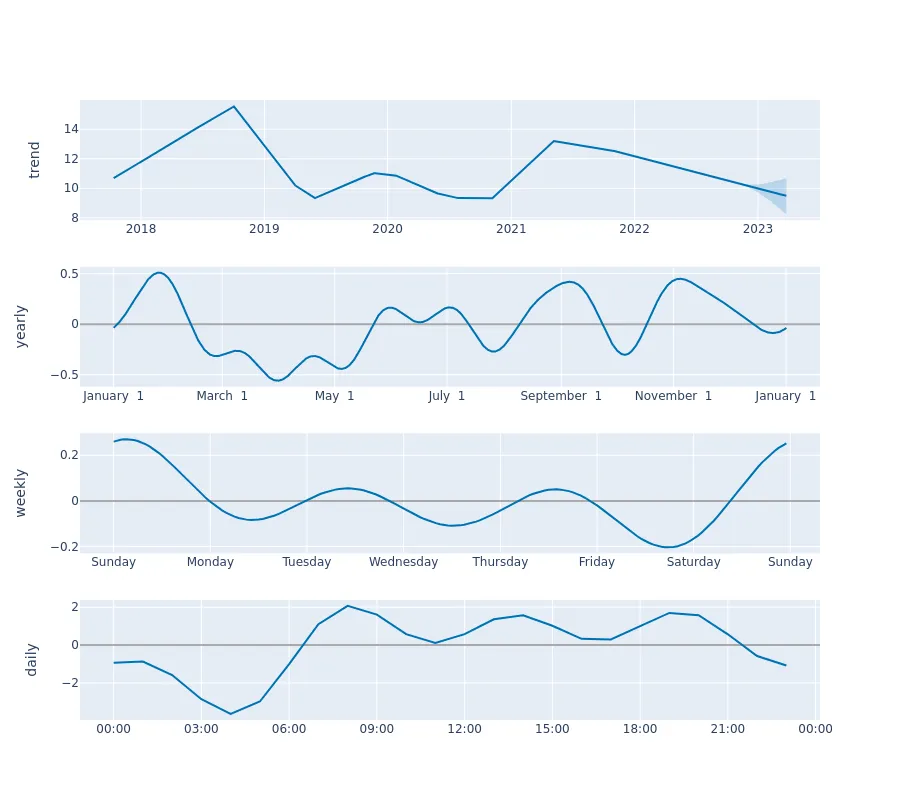 trend
14
12
10
8
2018 2019 2020 2021 2022 2023
yearly
0.5
0
−0.5
January 1 March 1 May 1 July 1 September 1 November 1 January 1
weekly
0.2
0
−0.2
Sunday Monday Tuesday Wednesday Thursday Friday Saturday Sunday
daily
2
0
−2
00:00 03:00 06:00 09:00 12:00 15:00 18:00 21:00 00:00